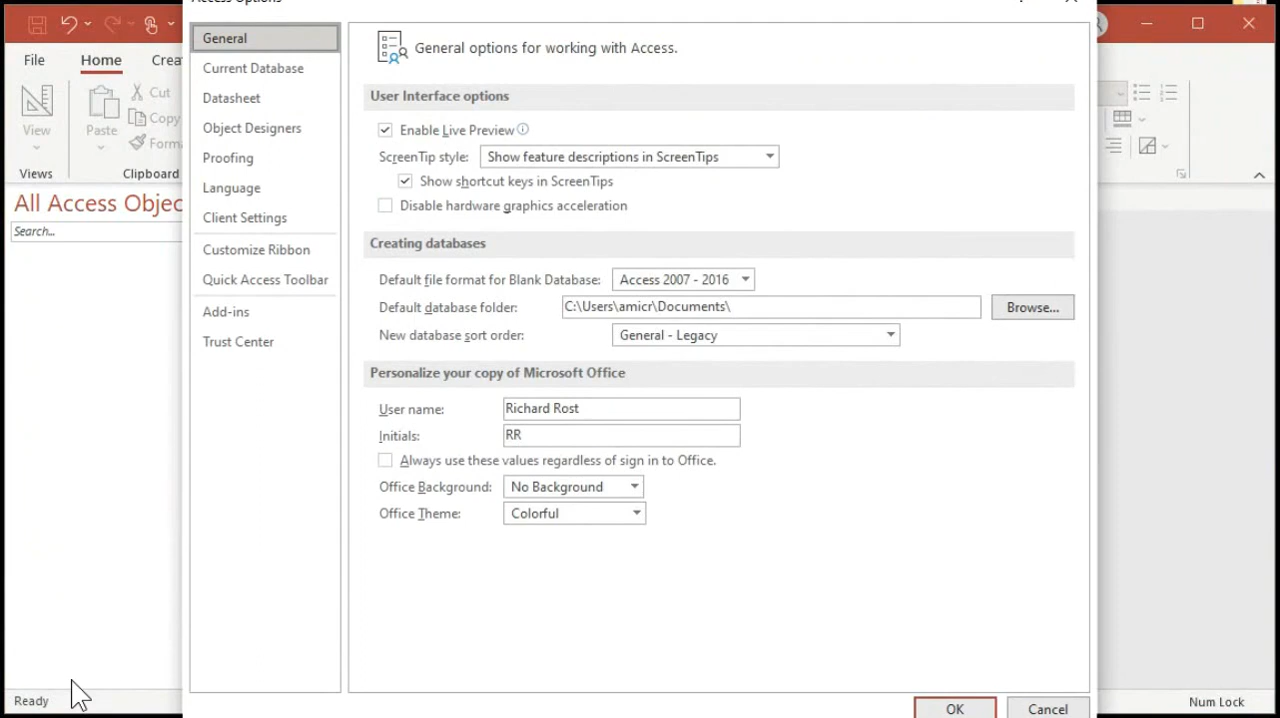 Access Options
File
Home
Crea
View
Paste
Cut
Copy
Form
Views
Clipboard
All Access Objec
Search...
General
Current Database
Datasheet
Object Designers
Proofing
Language
Client Settings
Customize Ribbon
Quick Access Toolbar
Add-ins
Trust Center
General options for working with Access.
User Interface options
Enable Live Preview
ScreenTip style: Show feature descriptions in ScreenTips
Show shortcut keys in ScreenTips
Disable hardware graphics acceleration
Creating databases
Default file format for Blank Database: Access 2007 - 2016
Default database folder: C:\Users\amicr\Documents\ Browse...
New database sort order: General - Legacy
Personalize your copy of Microsoft Office
User name: Richard Rost
Initials: RR
Always use these values regardless of sign in to Office.
Office Background: No Background
Office Theme: Colorful
OK Cancel
Ready
Num Lock